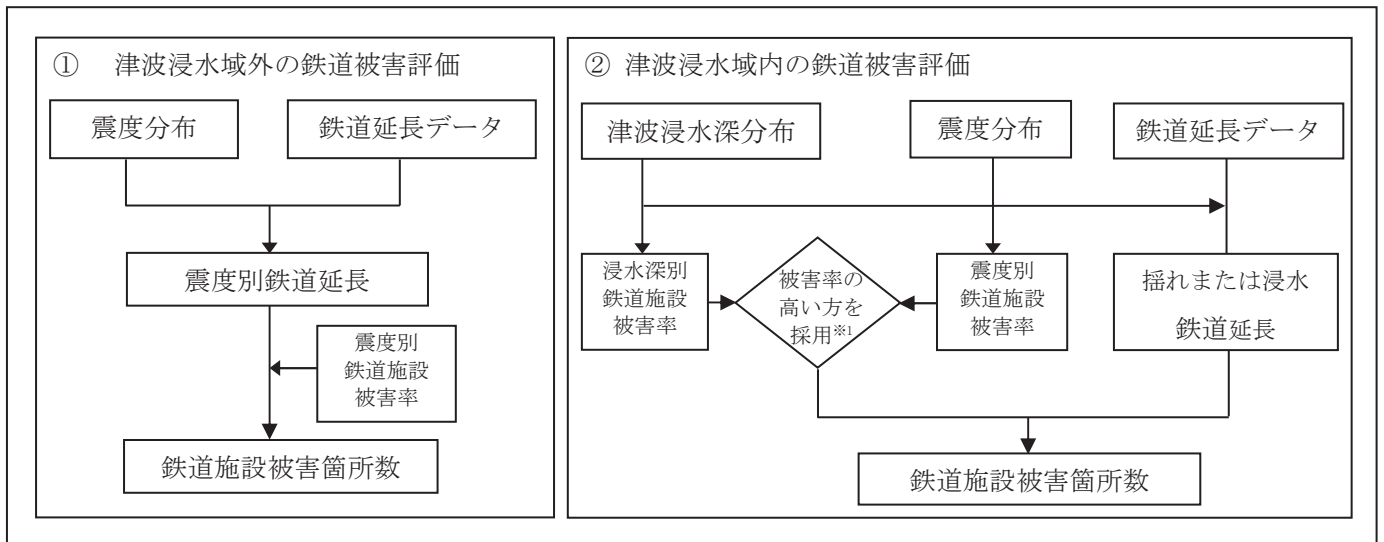 ① 津波浸水域外の鉄道被害評価
震度分布
鉄道延長データ
震度別鉄道延長
震度別
鉄道施設
被害率
鉄道施設被害箇所数
② 津波浸水域内の鉄道被害評価
津波浸水深分布
震度分布
鉄道延長データ
浸水深別
鉄道施設
被害率
被害率の
高い方を
採用※1
震度別
鉄道施設
被害率
揺れまたは浸水
鉄道延長
鉄道施設被害箇所数